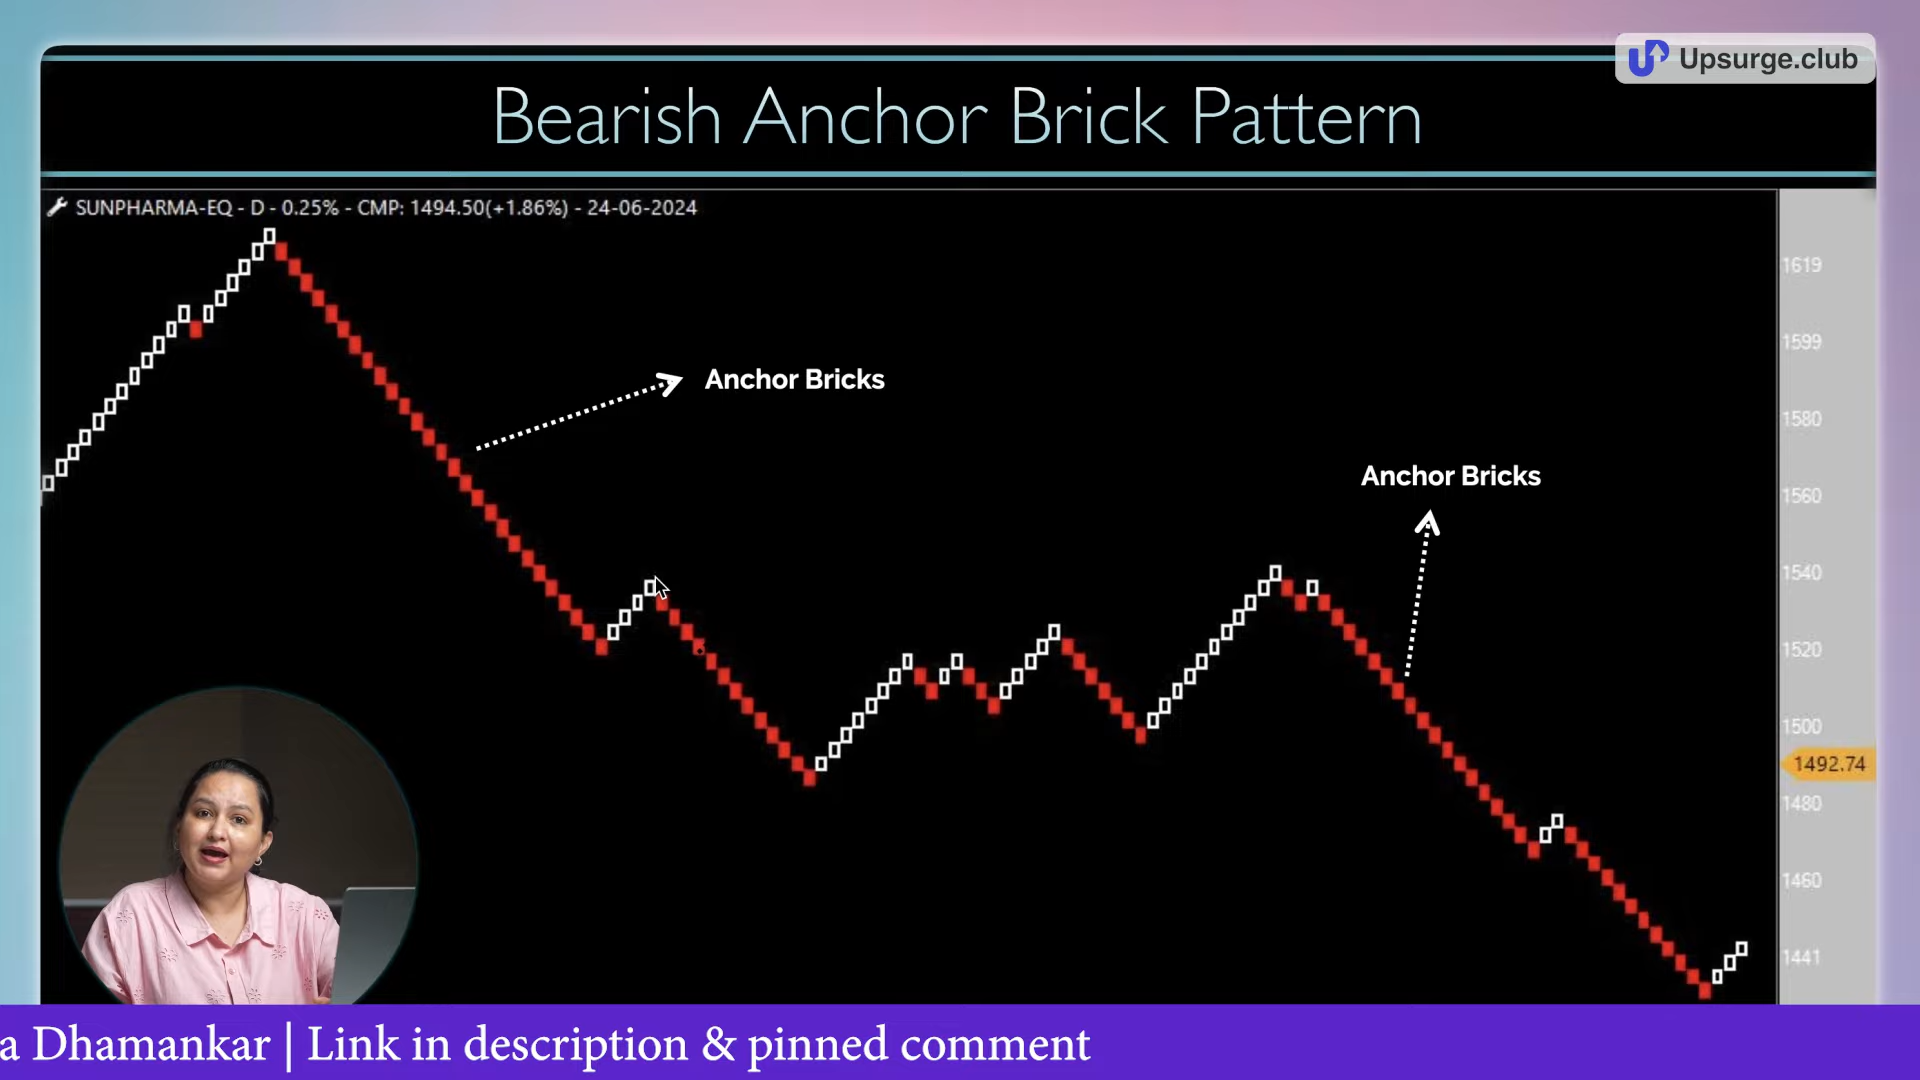 Upsurge.club
Bearish Anchor Brick Pattern
SUNPHARMA-EQ - D - 0.25% - CMP: 1494.50(+1.86%) - 24-06-2024
1619
1599
Anchor Bricks
1580
Anchor Bricks
1560
1540
1520
1500
1492.74
1480
1460
1441
a Dhamankar | Link in description & pinned comment